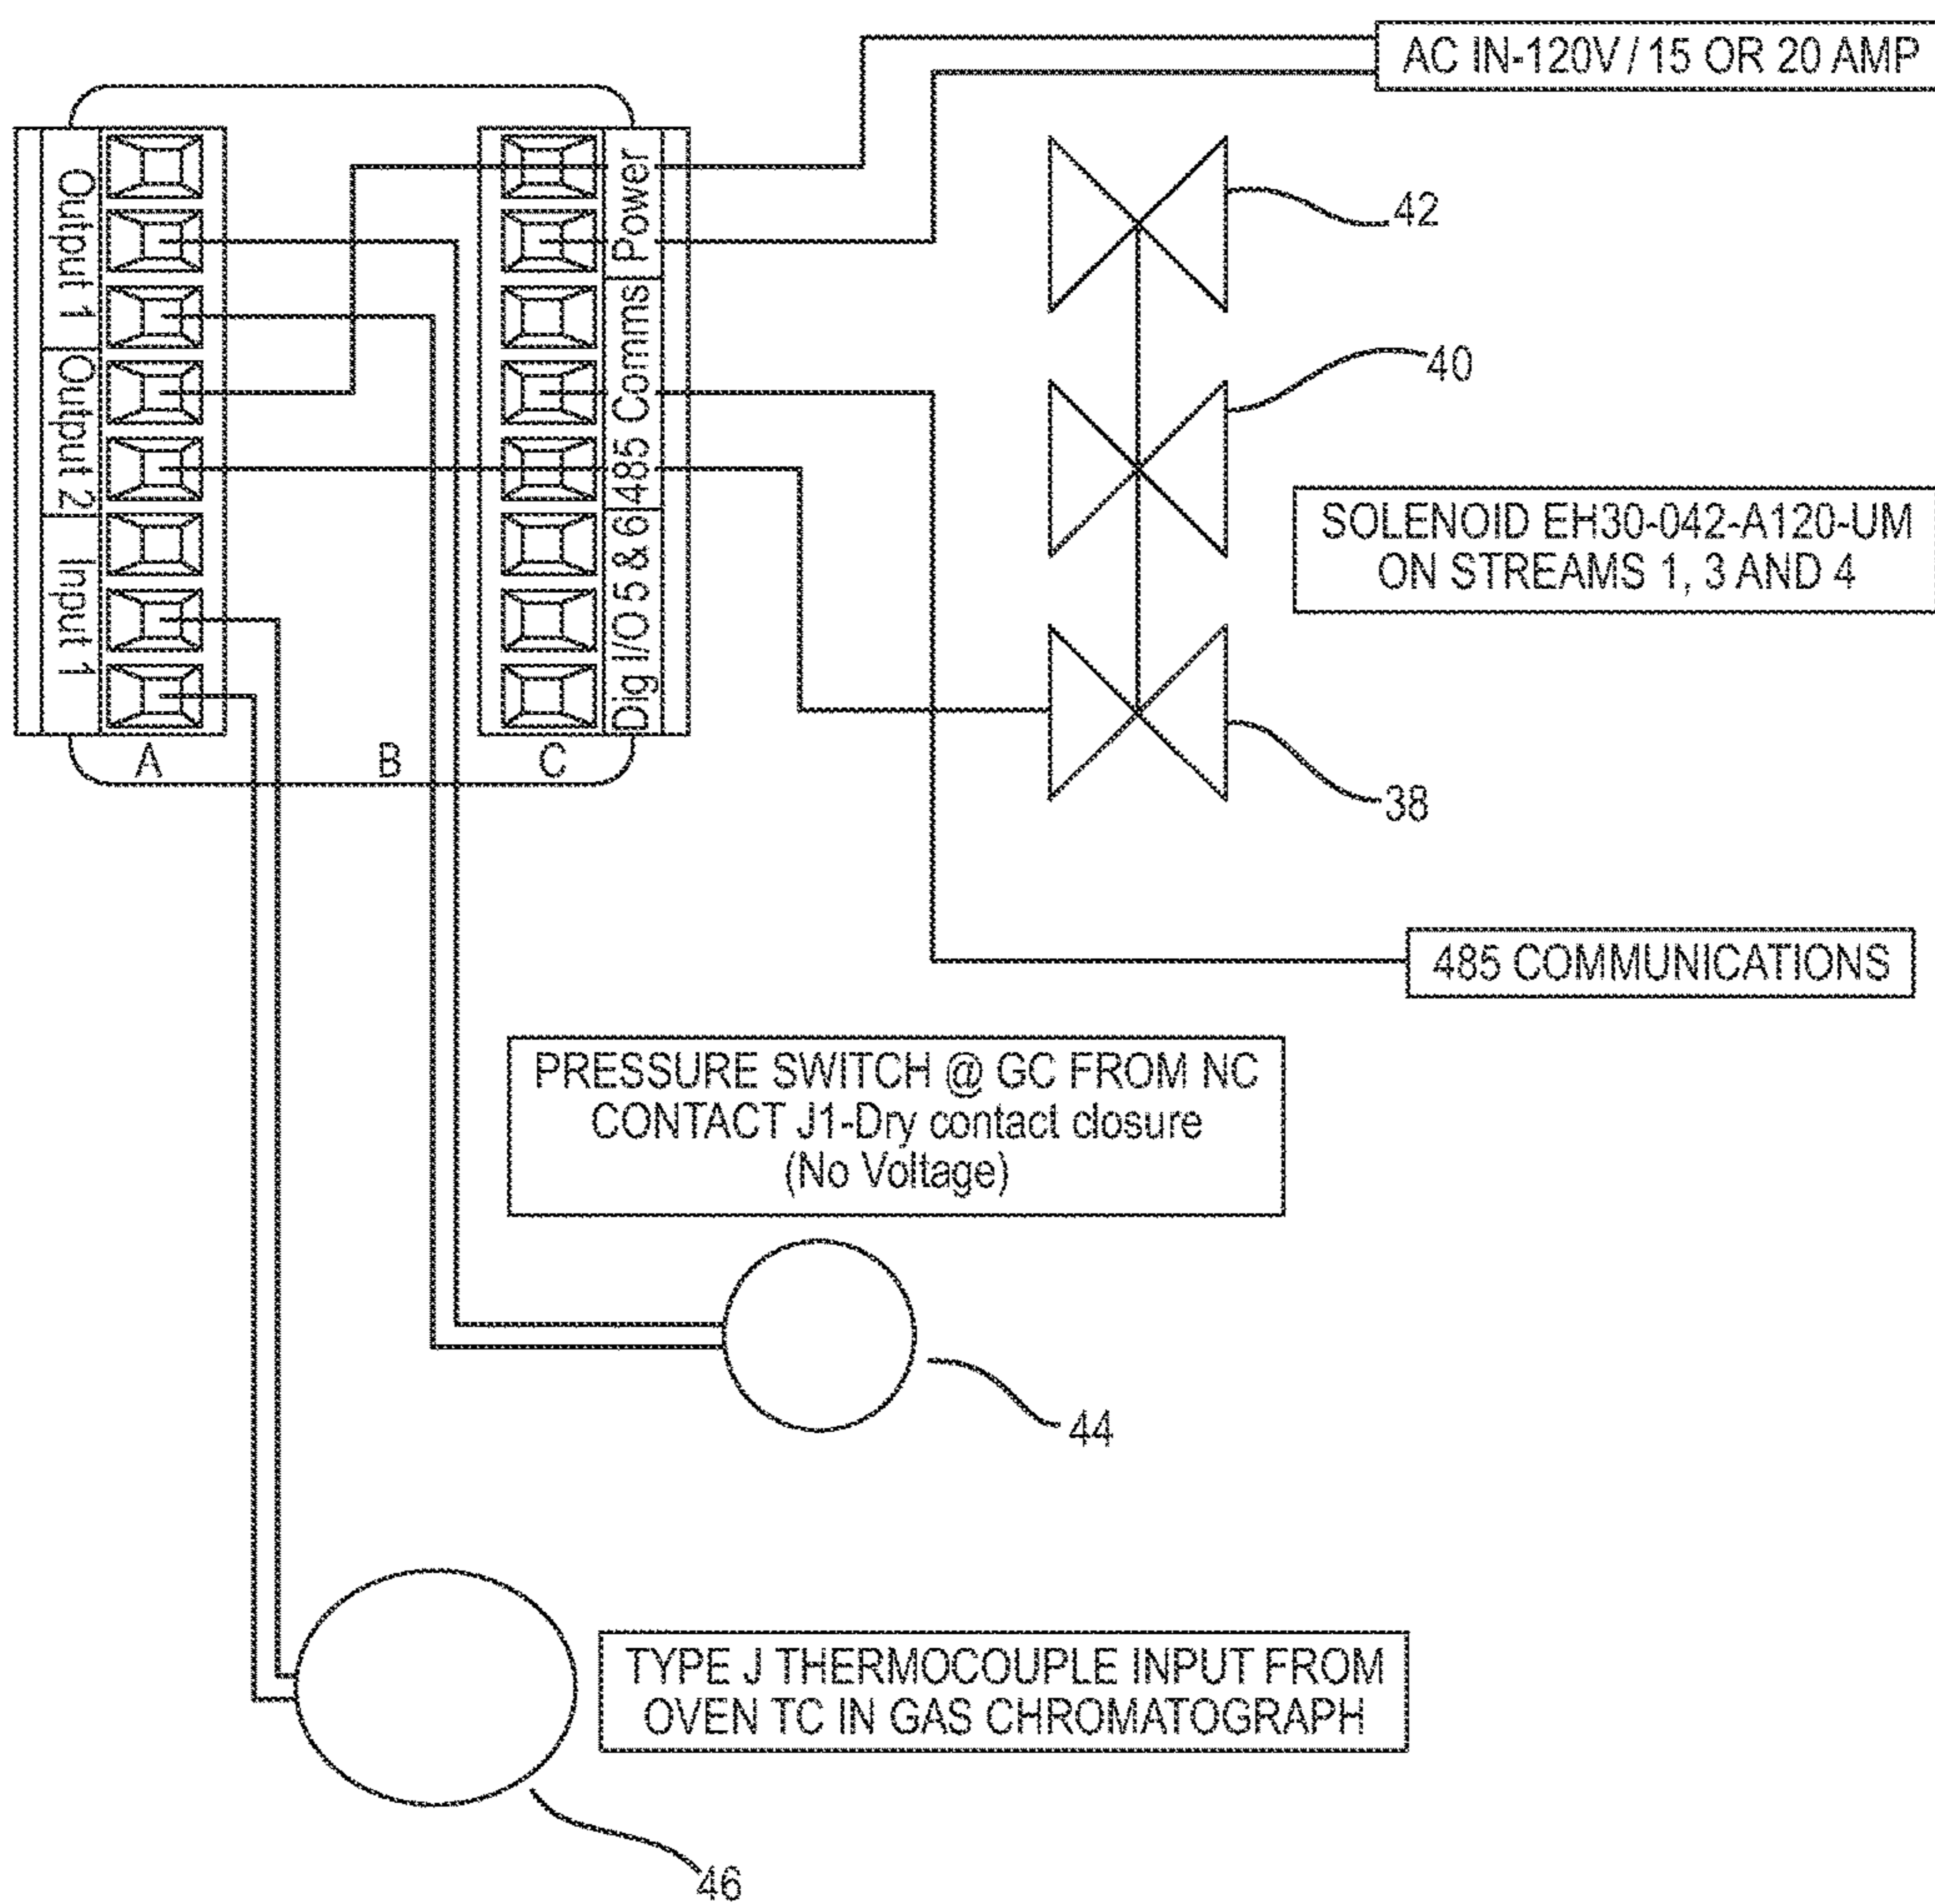 AC IN-120V / 15 OR 20 AMP
Output 1
Output 2
Input 1
Power
485 Comms
Dig I/O 5 & 6
A
B
C
42
40
SOLENOID EH30-042-A120-UM
ON STREAMS 1, 3 AND 4
38
485 COMMUNICATIONS
PRESSURE SWITCH @ GC FROM NC
CONTACT J1-Dry contact closure
(No Voltage)
44
TYPE J THERMOCOUPLE INPUT FROM
OVEN TC IN GAS CHROMATOGRAPH
46